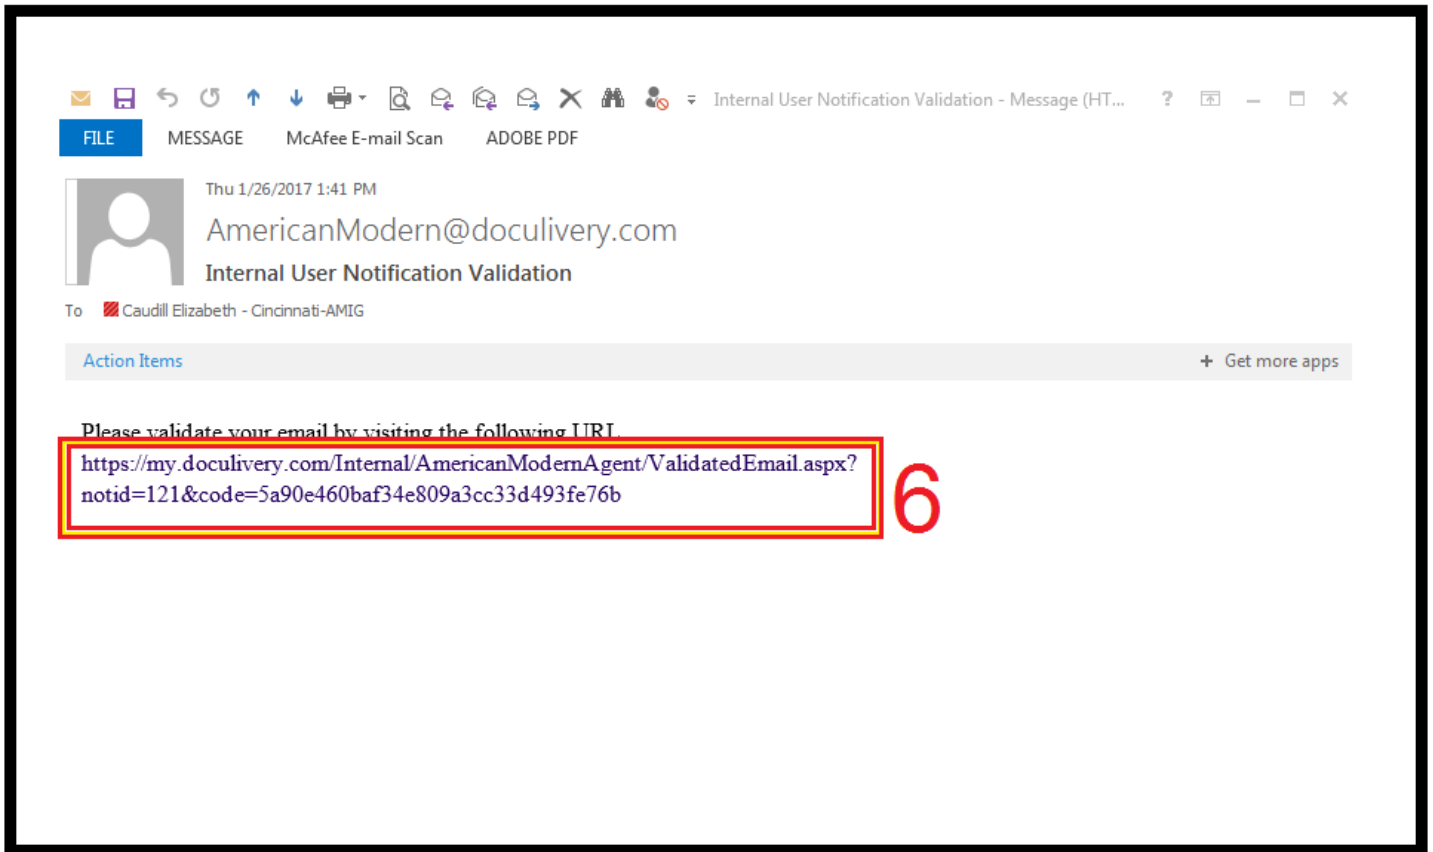 Internal User Notification Validation - Message (HT... ?
FILE MESSAGE McAfee E-mail Scan ADOBE PDF
Thu 1/26/2017 1:41 PM
AmericanModern@doculivery.com
Internal User Notification Validation
To Caudill Elizabeth - Cincinnati-AMIG
Action Items + Get more apps
Please validate your email by visiting the following URL
https://my.doculivery.com/Internal/AmericanModernAgent/ValidatedEmail.aspx?
notid=121&code=5a90e460baf34e809a3cc33d493fe76b
6